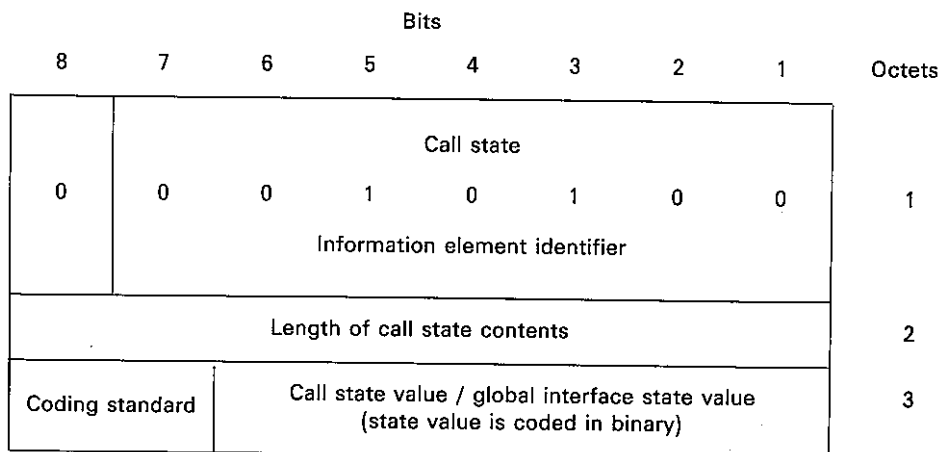 Bits
8 7 6 5 4 3 2 1 Octets
Call state
0 0 0 1 0 1 0 0 1
Information element identifier
Length of call state contents 2
Coding standard Call state value / global interface state value 3
(state value is coded in binary)